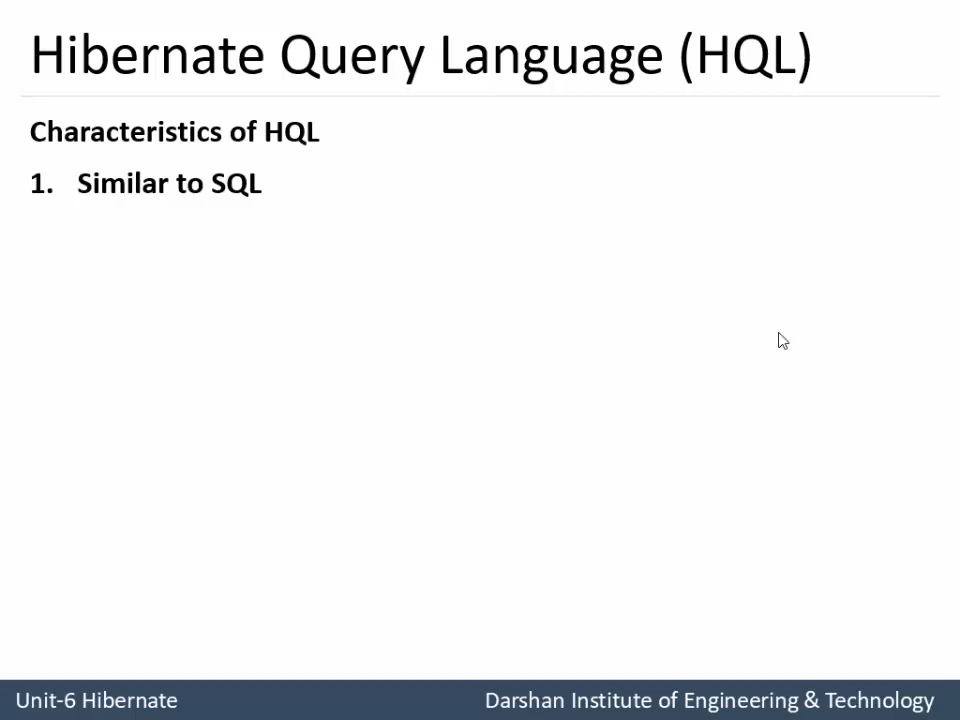 Hibernate Query Language (HQL)
Characteristics of HQL
1. Similar to SQL
Unit-6 Hibernate
Darshan Institute of Engineering & Technology